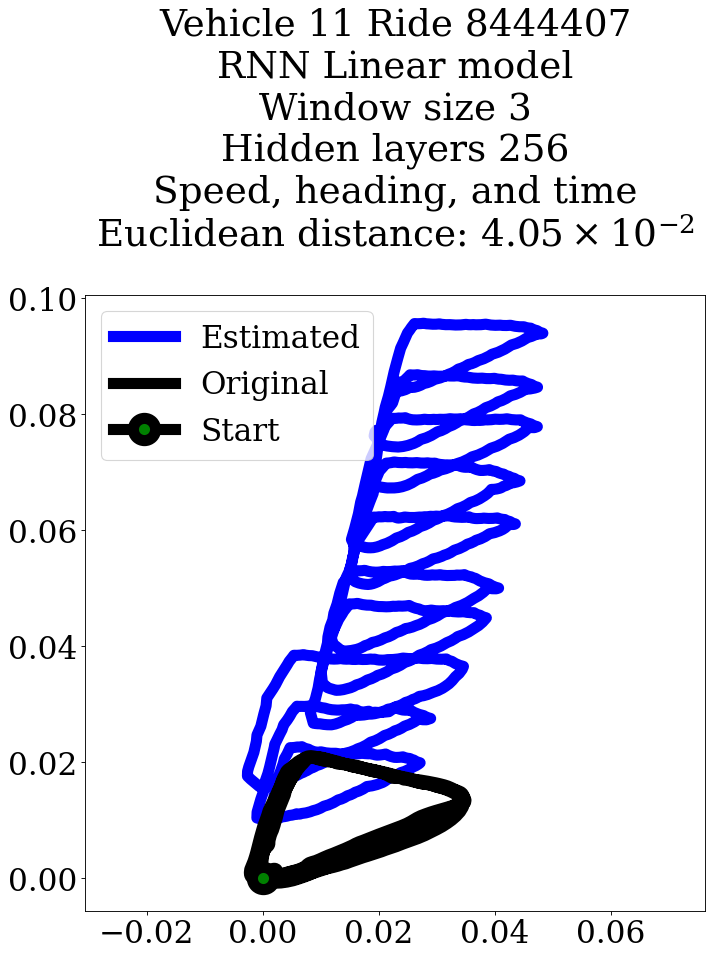 Vehicle 11 Ride 8444407
RNN Linear model
Window size 3
Hidden layers 256
Speed, heading, and time
Euclidean distance: 4.05 × 10⁻²
Estimated
Original
Start
0.10
0.08
0.06
0.04
0.02
0.00
−0.02 0.00 0.02 0.04 0.06